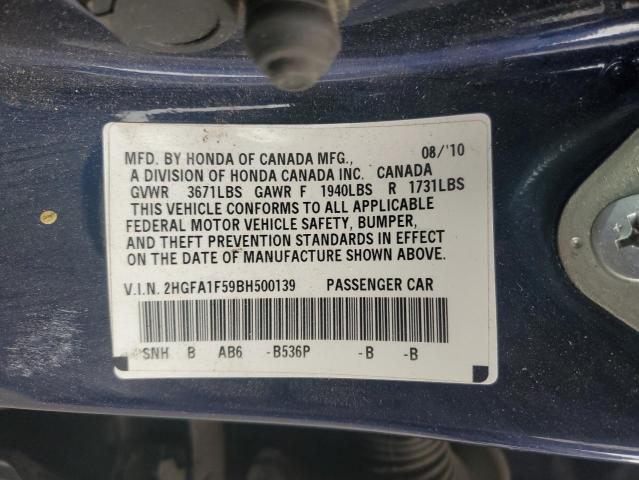 MFD. BY HONDA OF CANADA MFG., 08/'10
A DIVISION OF HONDA CANADA INC. CANADA
GVWR 3671LBS GAWR F 1940LBS R 1731LBS
THIS VEHICLE CONFORMS TO ALL APPLICABLE
FEDERAL MOTOR VEHICLE SAFETY, BUMPER,
AND THEFT PREVENTION STANDARDS IN EFFECT
ON THE DATE OF MANUFACTURE SHOWN ABOVE.
V.I.N. 2HGFA1F59BH500139 PASSENGER CAR
SNH B AB6 -B536P -B -B